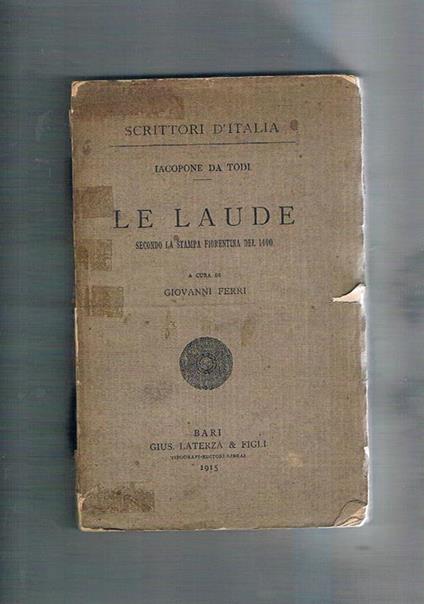 SCRITTORI D'ITALIA
IACOPONE DA TODI
LE LAUDE
SECONDO LA STAMPA FIORENTINA DEL 1490
A CURA DI
GIOVANNI FERRI
BARI
GIUS. LATERZA & FIGLI
TIPOGRAFI-EDITORI-LIBRAI
1915